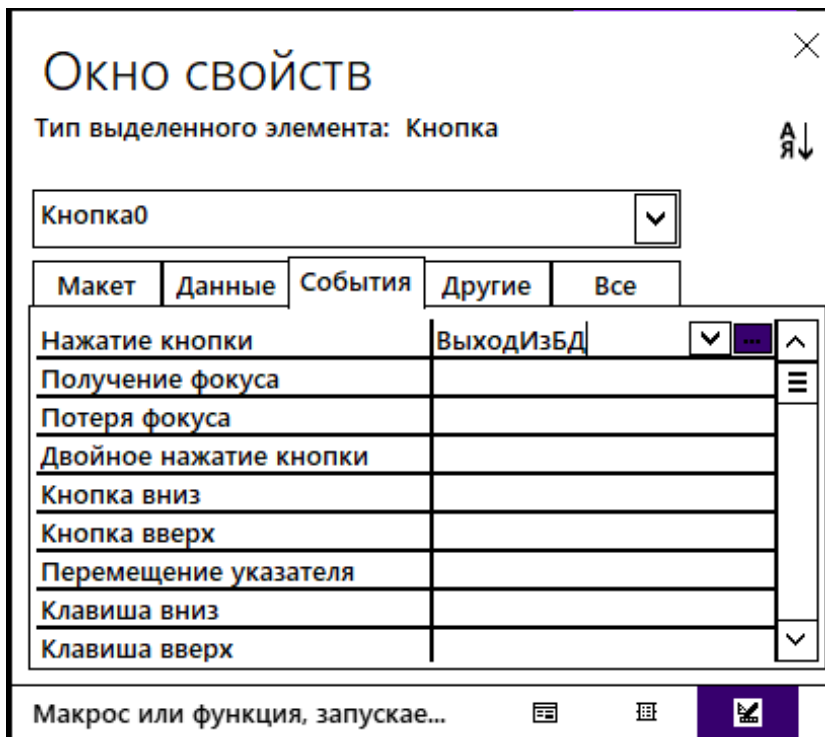 Окно свойств
Тип выделенного элемента: Кнопка
А
Я
Кнопка0
Макет Данные События Другие Все
Нажатие кнопки ВыходИзБД ...
Получение фокуса
Потеря фокуса
Двойное нажатие кнопки
Кнопка вниз
Кнопка вверх
Перемещение указателя
Клавиша вниз
Клавиша вверх
Макрос или функция, запускае...